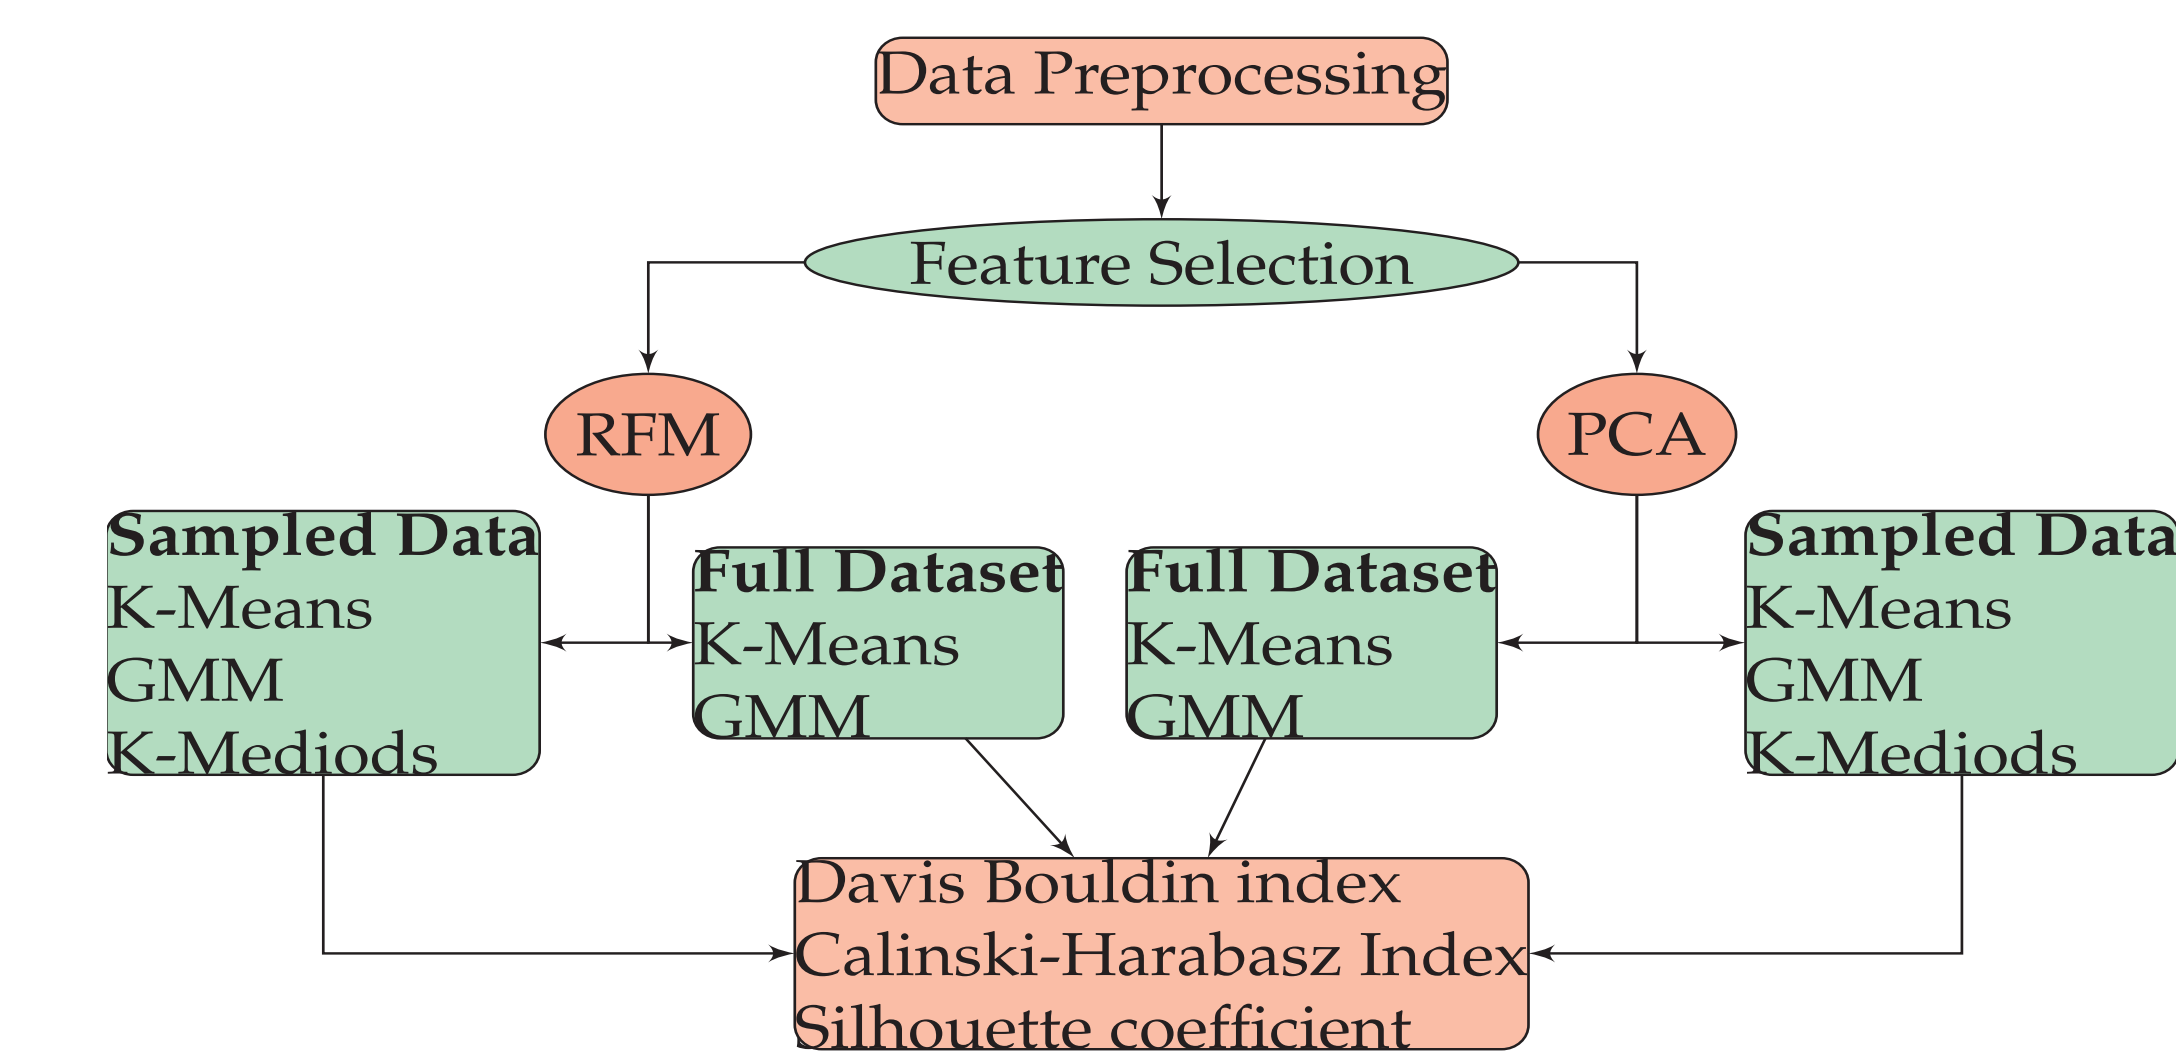 Data Preprocessing
Feature Selection
RFM
PCA
Sampled Data
K-Means
GMM
K-Mediods
Full Dataset
K-Means
GMM
Full Dataset
K-Means
GMM
Sampled Data
K-Means
GMM
K-Mediods
Davis Bouldin index
Calinski-Harabasz Index
Silhouette coefficient